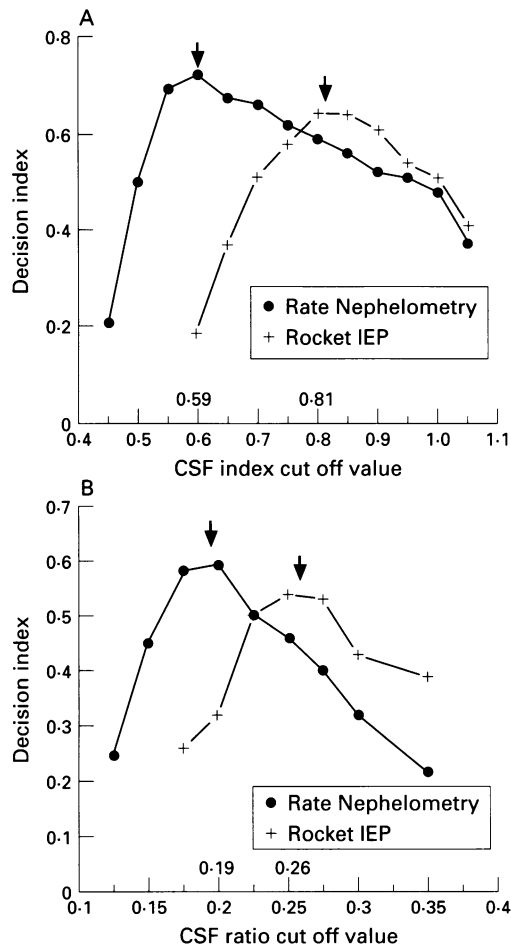 A
0·8
0·6
0·4
0·2
0
Decision index
Rate Nephelometry
Rocket IEP
0·59 0·81
0·4 0·5 0·6 0·7 0·8 0·9 1·0 1·1
CSF index cut off value
B
0·7
0·6
0·5
0·4
0·3
0·2
0·1
0
Decision index
Rate Nephelometry
Rocket IEP
0·19 0·26
0·1 0·15 0·2 0·25 0·3 0·35 0·4
CSF ratio cut off value